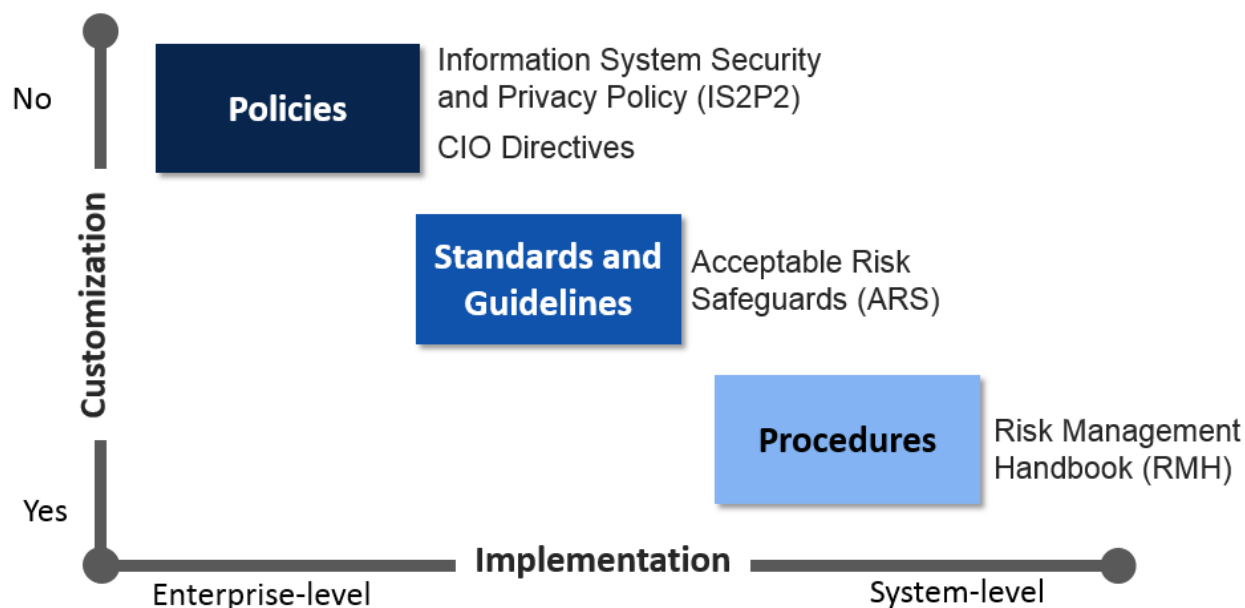 No
Policies
Information System Security
and Privacy Policy (IS2P2)
CIO Directives
Customization
Standards and
Guidelines
Acceptable Risk
Safeguards (ARS)
Procedures
Risk Management
Handbook (RMH)
Yes
Implementation
Enterprise-level
System-level